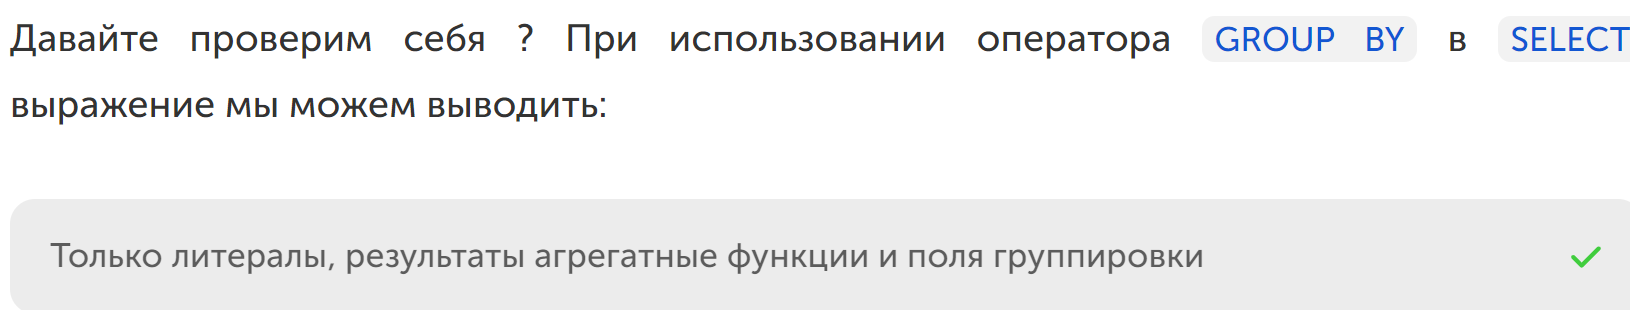 Давайте проверим себя ? При использовании оператора GROUP BY в SELECT
выражение мы можем выводить:
Только литералы, результаты агрегатные функции и поля группировки